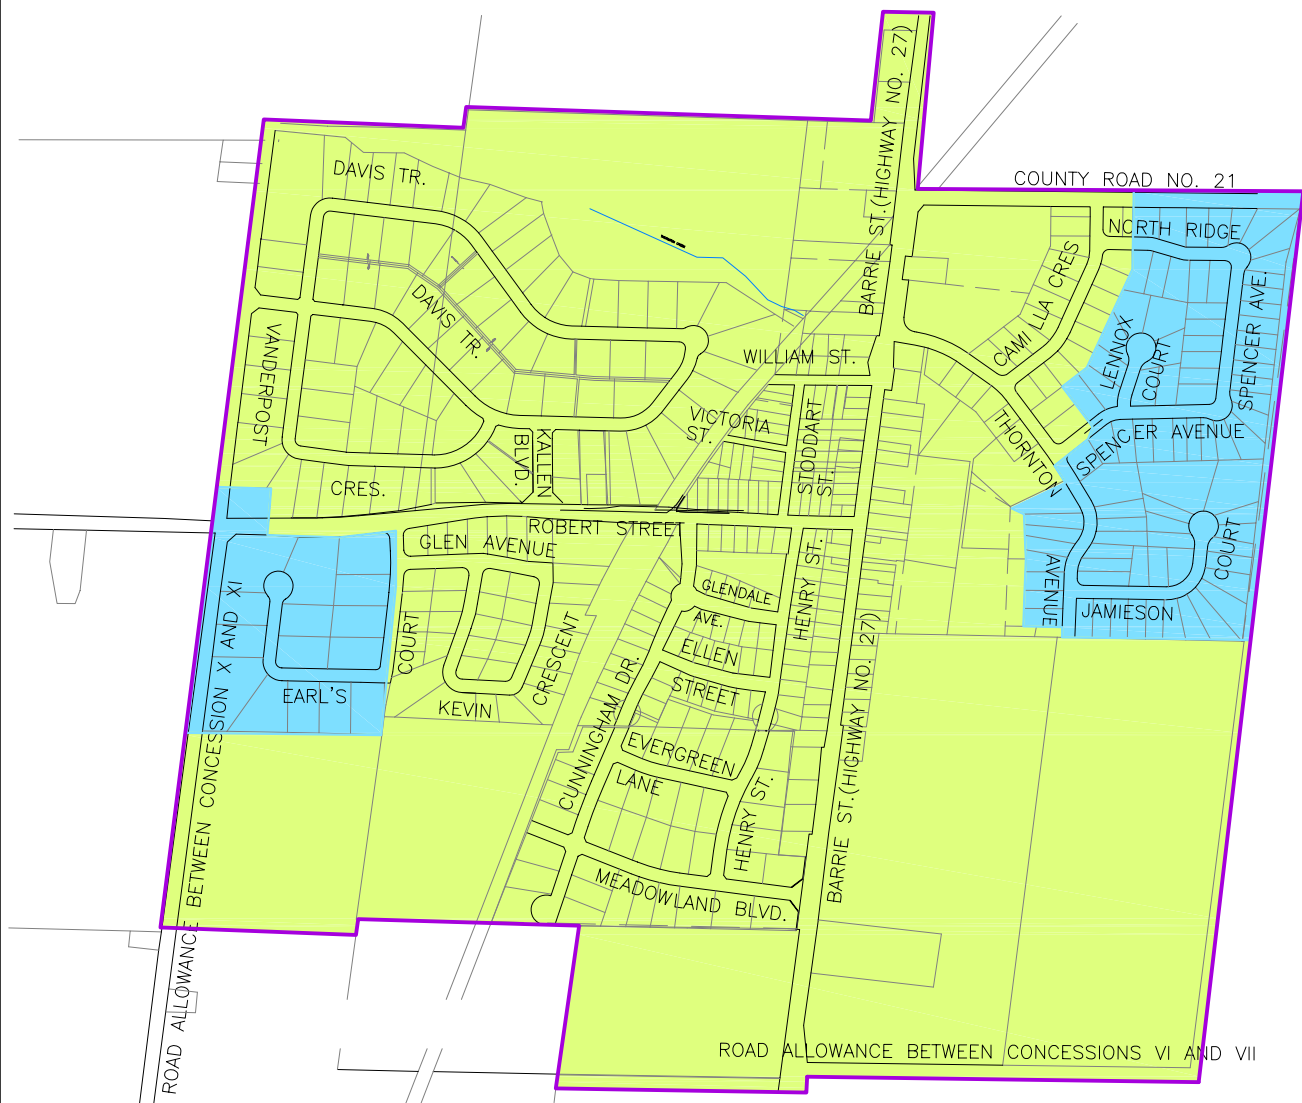 BARRIE ST.(HIGHWAY NO. 27)
COUNTY ROAD NO. 21
DAVIS TR.
NORTH RIDGE
CAMILLA CRES
SPENCER AVE.
DAVIS TR.
LENNOX
COURT
WILLIAM ST.
VANDERPOST
VICTORIA
ST.
STODDART
ST.
THORNTON
SPENCER AVENUE
KALLEN
BLVD.
CRES.
ROBERT STREET
GLEN AVENUE
COURT
HENRY ST.
AVENUE
JAMIESON
GLENDALE
AVE.
ELLEN
STREET
COURT
EARL'S
KEVIN
CRESCENT
CUNNINGHAM DR.
EVERGREEN
LANE
HENRY ST.
BARRIE ST.(HIGHWAY NO. 27)
MEADOWLAND BLVD.
ROAD ALLOWANCE BETWEEN CONCESSION X AND XI
ROAD ALLOWANCE BETWEEN CONCESSIONS VI AND VII